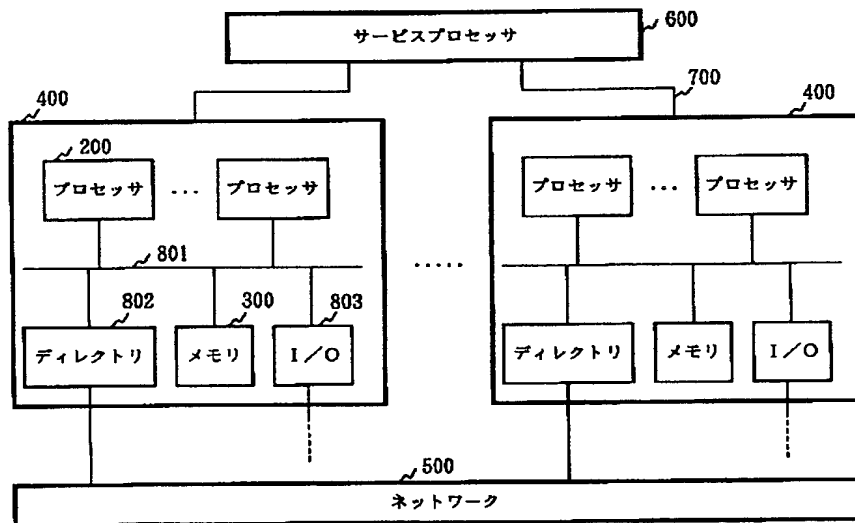 サービスプロセッサ
600
700
400
400
200
プロセッサ
...
プロセッサ
プロセッサ
...
プロセッサ
801
.....
802
300
803
ディレクトリ
メモリ
I/O
ディレクトリ
メモリ
I/O
500
ネットワーク